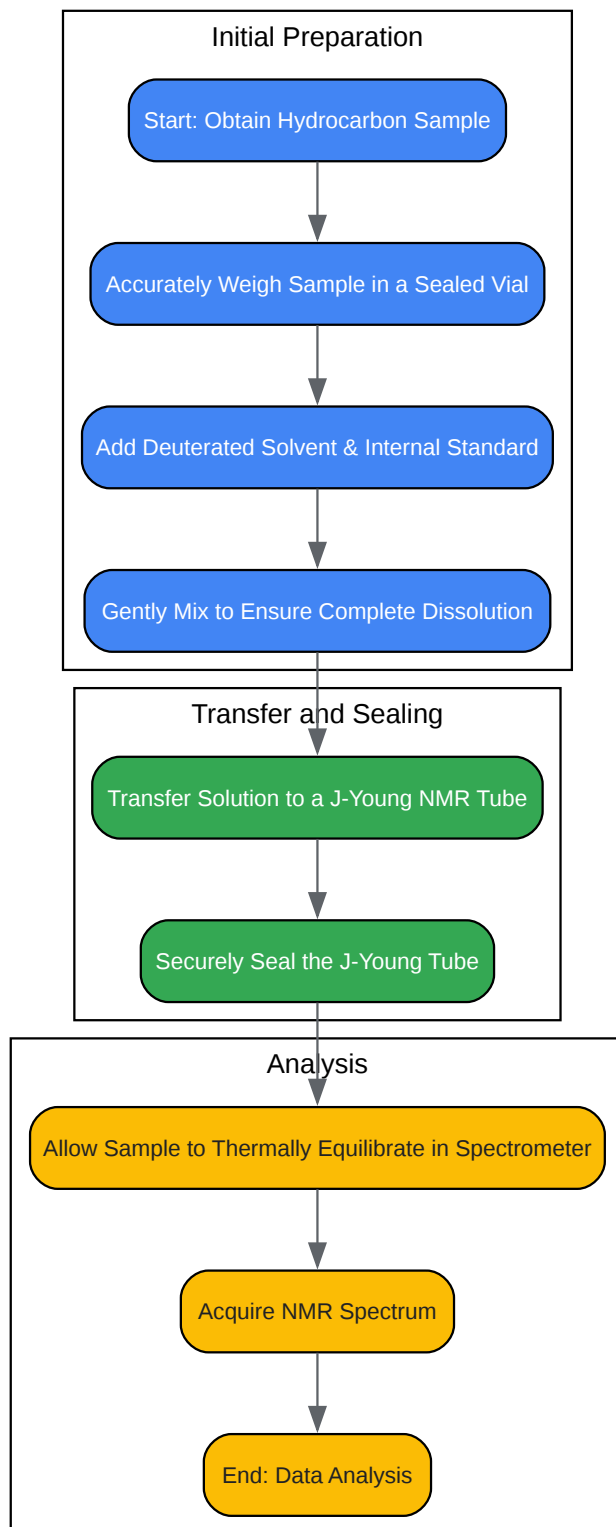 Initial Preparation
Start: Obtain Hydrocarbon Sample
Accurately Weigh Sample in a Sealed Vial
Add Deuterated Solvent & Internal Standard
Gently Mix to Ensure Complete Dissolution
Transfer and Sealing
Transfer Solution to a J-Young NMR Tube
Securely Seal the J-Young Tube
Analysis
Allow Sample to Thermally Equilibrate in Spectrometer
Acquire NMR Spectrum
End: Data Analysis